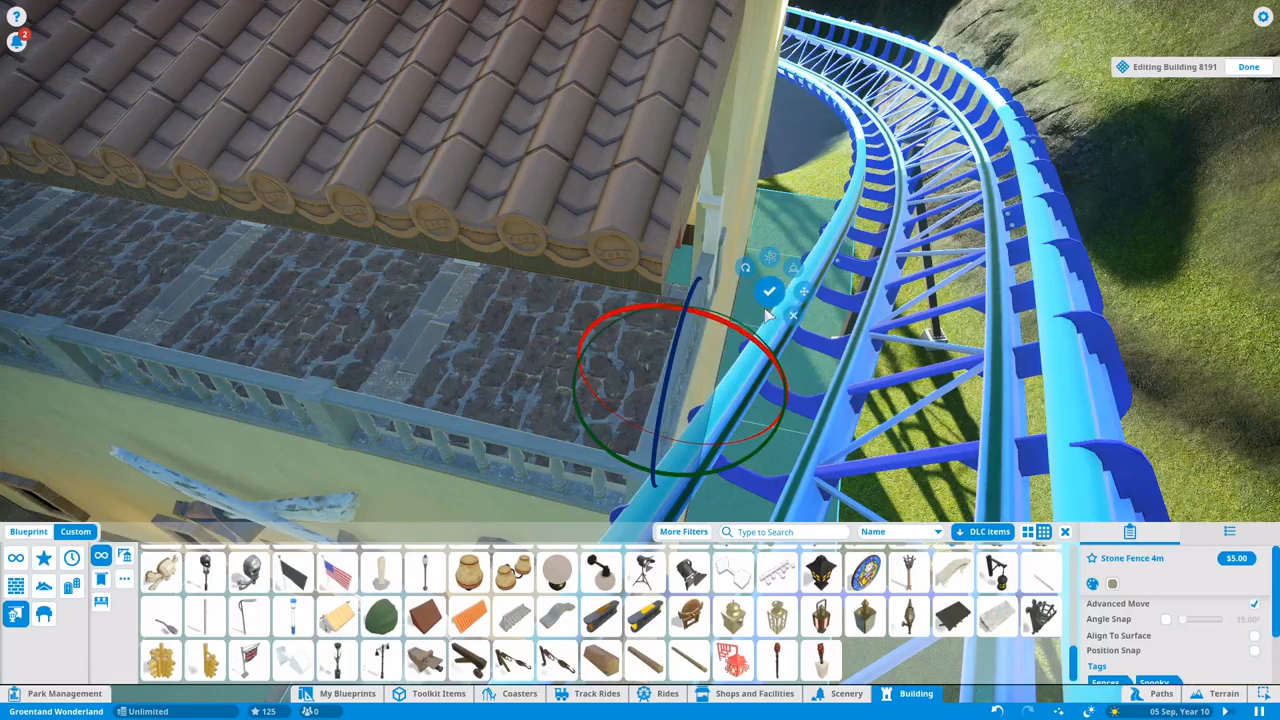 ?
2
Editing Building 8191 Done
Blueprint Custom More Filters Type to Search Name DLC items
Stone Fence 4m $5.00
Advanced Move
Angle Snap 15.00°
Align To Surface
Position Snap
Tags
Fences Spooky
Park Management My Blueprints Toolkit Items Coasters Track Rides Rides Shops and Facilities Scenery Building Paths Terrain
Groentand Wonderland Unlimited 125 0 05 Sep, Year 10